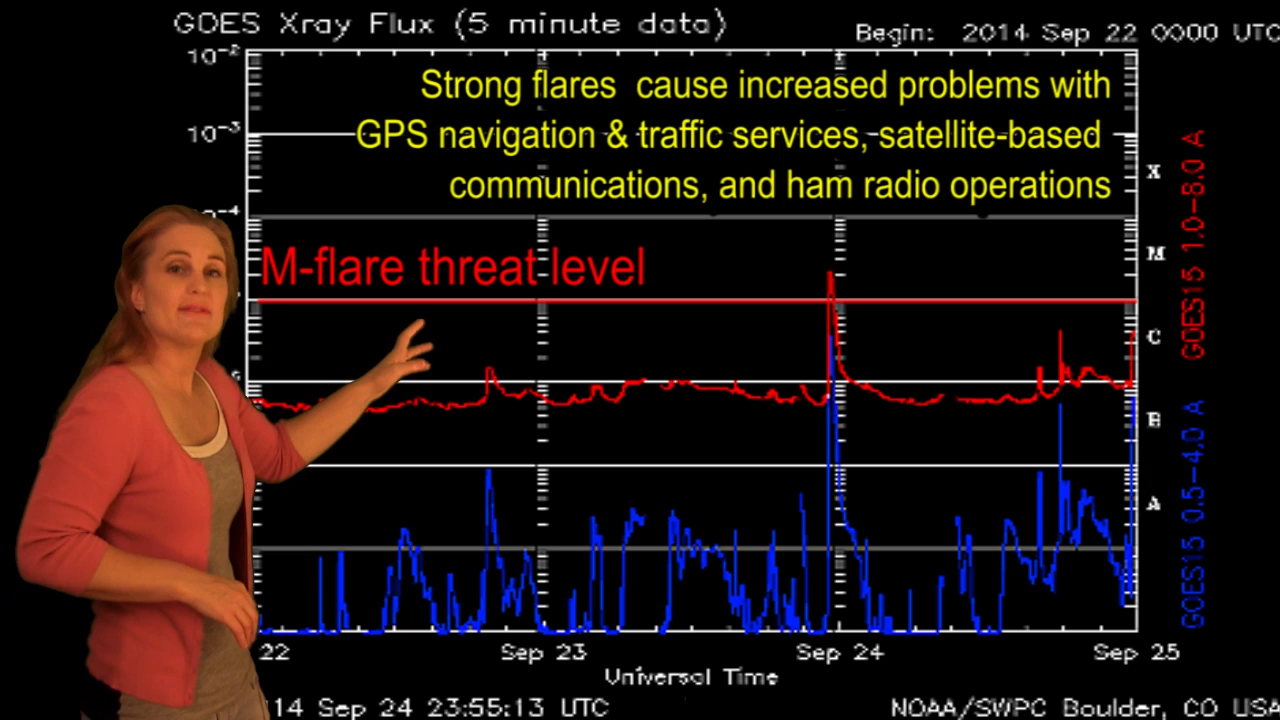 GOES Xray Flux (5 minute data)
Begin: 2014 Sep 22 0000 UTC
10⁻²
Strong flares cause increased problems with
10⁻³
GPS navigation & traffic services, satellite-based
communications, and ham radio operations
X
M-flare threat level
M
C
B
A
GOES15 1.0-8.0 A
GOES15 0.5-4.0 A
22
Sep 23
Sep 24
Sep 25
Universal Time
14 Sep 24 23:55:13 UTC
NOAA/SWPC Boulder, CO USA